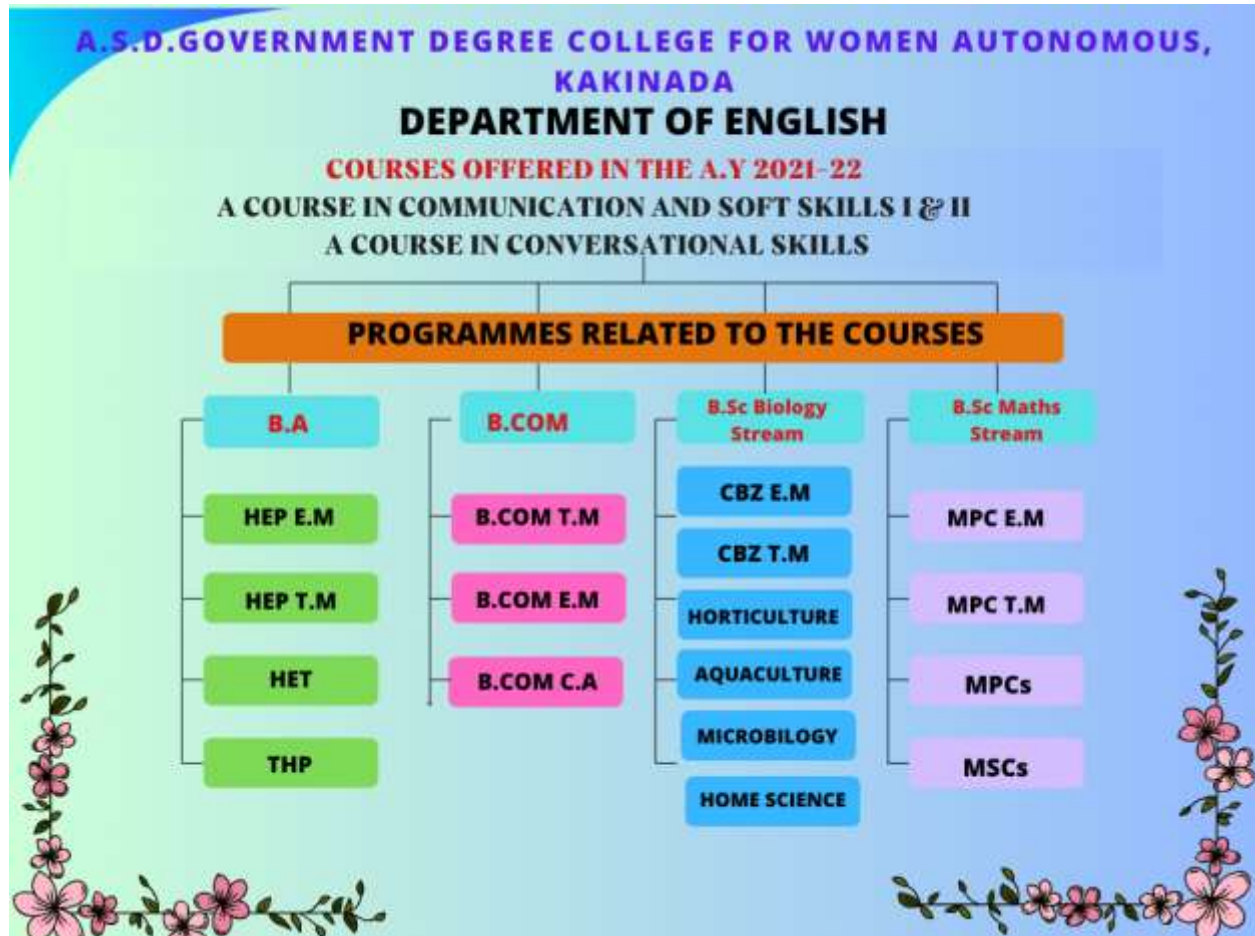 A.S.D.GOVERNMENT DEGREE COLLEGE FOR WOMEN AUTONOMOUS,
KAKINADA
DEPARTMENT OF ENGLISH
COURSES OFFERED IN THE A.Y 2021-22
A COURSE IN COMMUNICATION AND SOFT SKILLS I & II
A COURSE IN CONVERSATIONAL SKILLS
PROGRAMMES RELATED TO THE COURSES
B.A
HEP E.M
HEP T.M
HET
THP
B.COM
B.COM T.M
B.COM E.M
B.COM C.A
B.Sc Biology
Stream
CBZ E.M
CBZ T.M
HORTICULTURE
AQUACULTURE
MICROBILOGY
HOME SCIENCE
B.Sc Maths
Stream
MPC E.M
MPC T.M
MPCs
MSCs